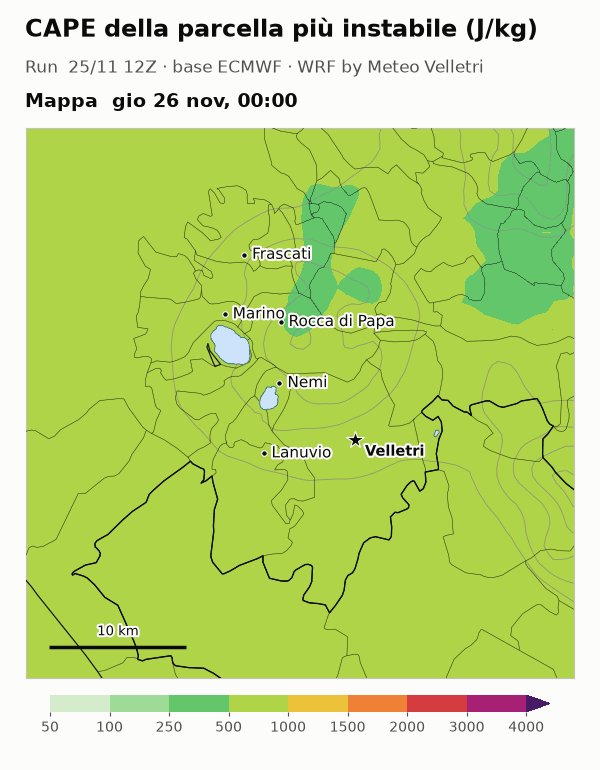 CAPE della parcella più instabile (J/kg)
Run  25/11 12Z · base ECMWF · WRF by Meteo Velletri
Mappa  gio 26 nov, 00:00
Frascati
Marino
Rocca di Papa
Nemi
Velletri
Lanuvio
10 km
50 100 250 500 1000 1500 2000 3000 4000